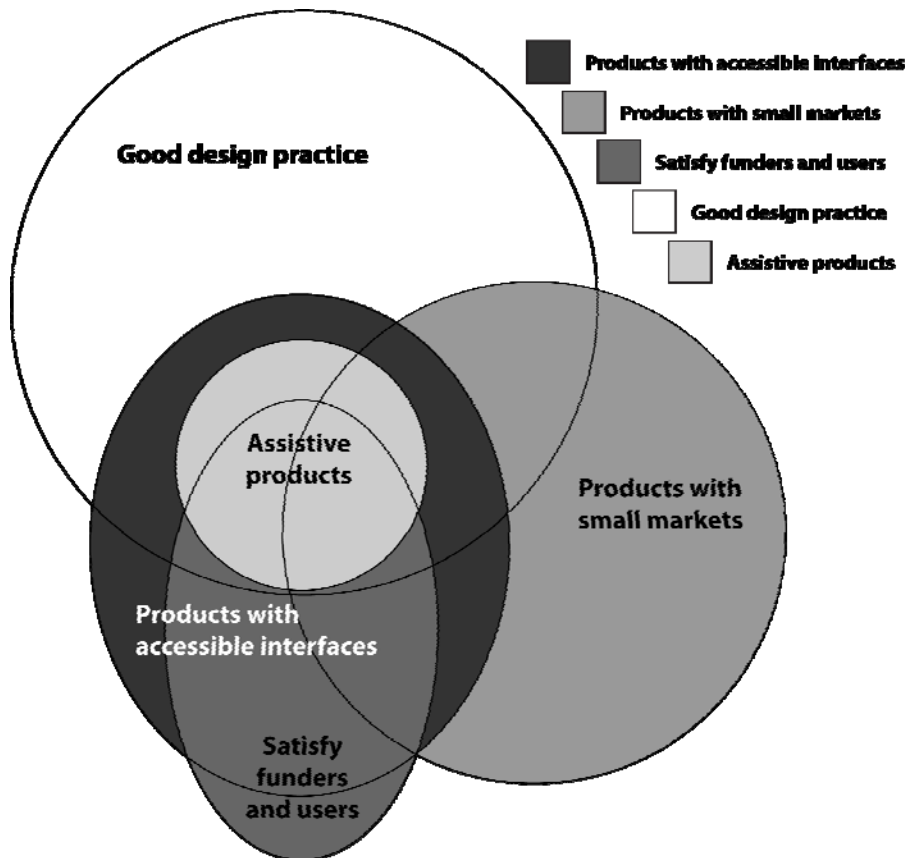 Products with accessible interfaces
Products with small markets
Satisfy funders and users
Good design practice
Assistive products
Good design practice
Assistive
products
Products with
small markets
Products with
accessible interfaces
Satisfy
funders
and users